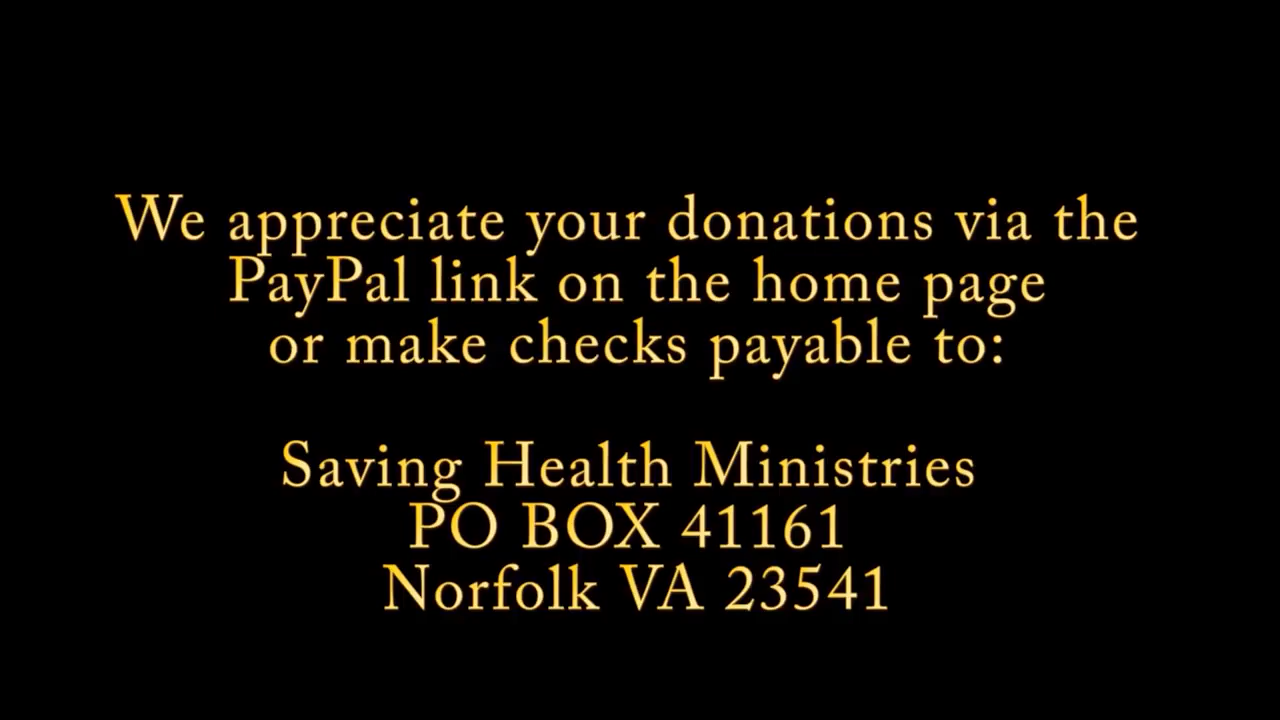 We appreciate your donations via the
PayPal link on the home page
or make checks payable to:
Saving Health Ministries
PO BOX 41161
Norfolk VA 23541